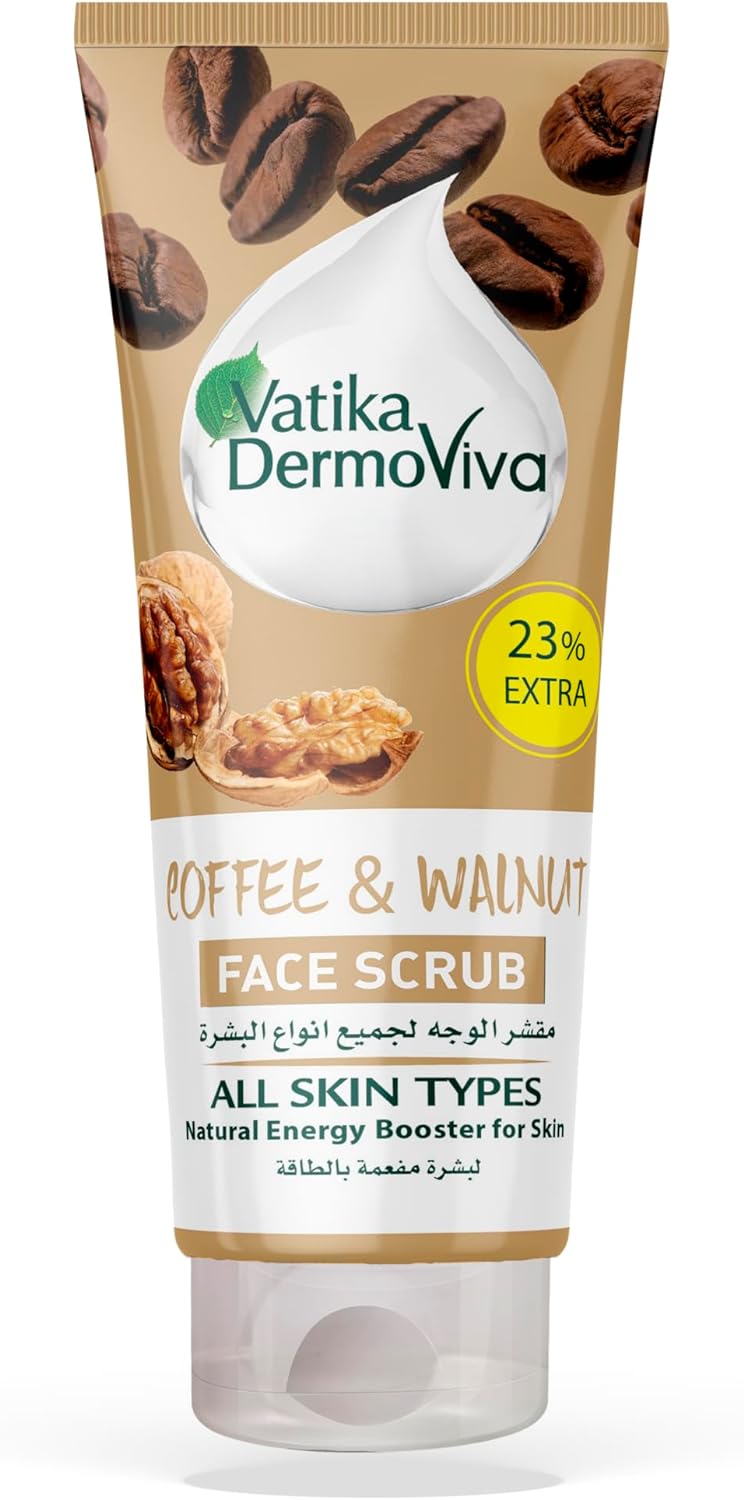 Vatika
DermoViva
23%
EXTRA
COFFEE & WALNUT
FACE SCRUB
مقشر الوجه لجميع انواع البشرة
ALL SKIN TYPES
Natural Energy Booster for Skin
لبشرة مفعمة بالطاقة